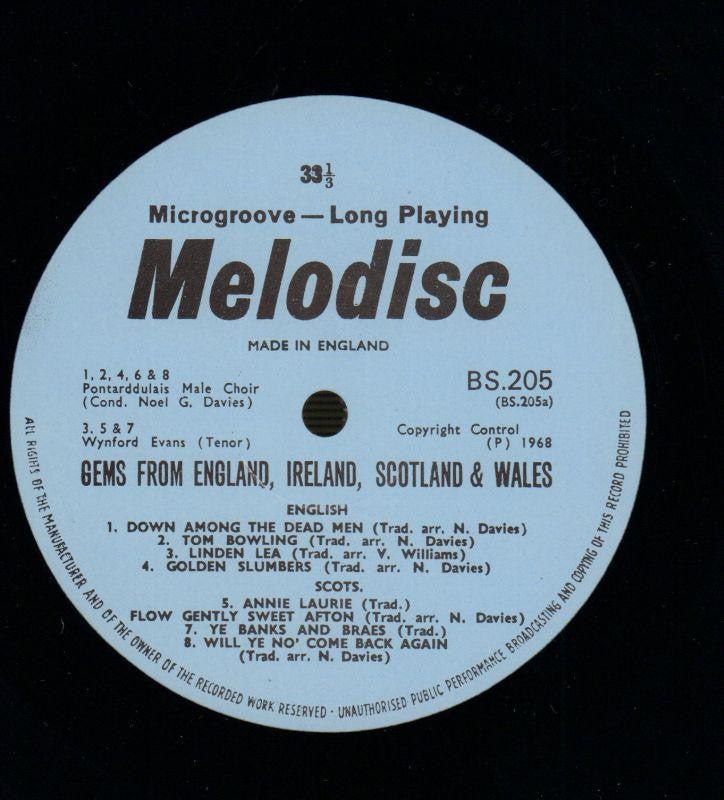 33⅓
Microgroove — Long Playing
Melodisc
MADE IN ENGLAND
1, 2, 4, 6 & 8
Pontarddulais Male Choir
(Cond. Noel G. Davies)
3. 5 & 7
Wynford Evans (Tenor)
BS.205
(BS.205a)
Copyright Control
(P) 1968
GEMS FROM ENGLAND, IRELAND, SCOTLAND & WALES
ENGLISH
1. DOWN AMONG THE DEAD MEN (Trad. arr. N. Davies)
2. TOM BOWLING (Trad. arr. N. Davies)
3. LINDEN LEA (Trad. arr. V. Williams)
4. GOLDEN SLUMBERS (Trad. arr. N. Davies)
SCOTS.
5. ANNIE LAURIE (Trad.)
FLOW GENTLY SWEET AFTON (Trad. arr. N. Davies)
7. YE BANKS AND BRAES (Trad.)
8. WILL YE NO' COME BACK AGAIN
(Trad. arr. N. Davies)
ALL RIGHTS OF THE MANUFACTURER AND OF THE OWNER OF THE RECORDED WORK RESERVED · UNAUTHORISED PUBLIC PERFORMANCE BROADCASTING AND COPYING OF THIS RECORD PROHIBITED